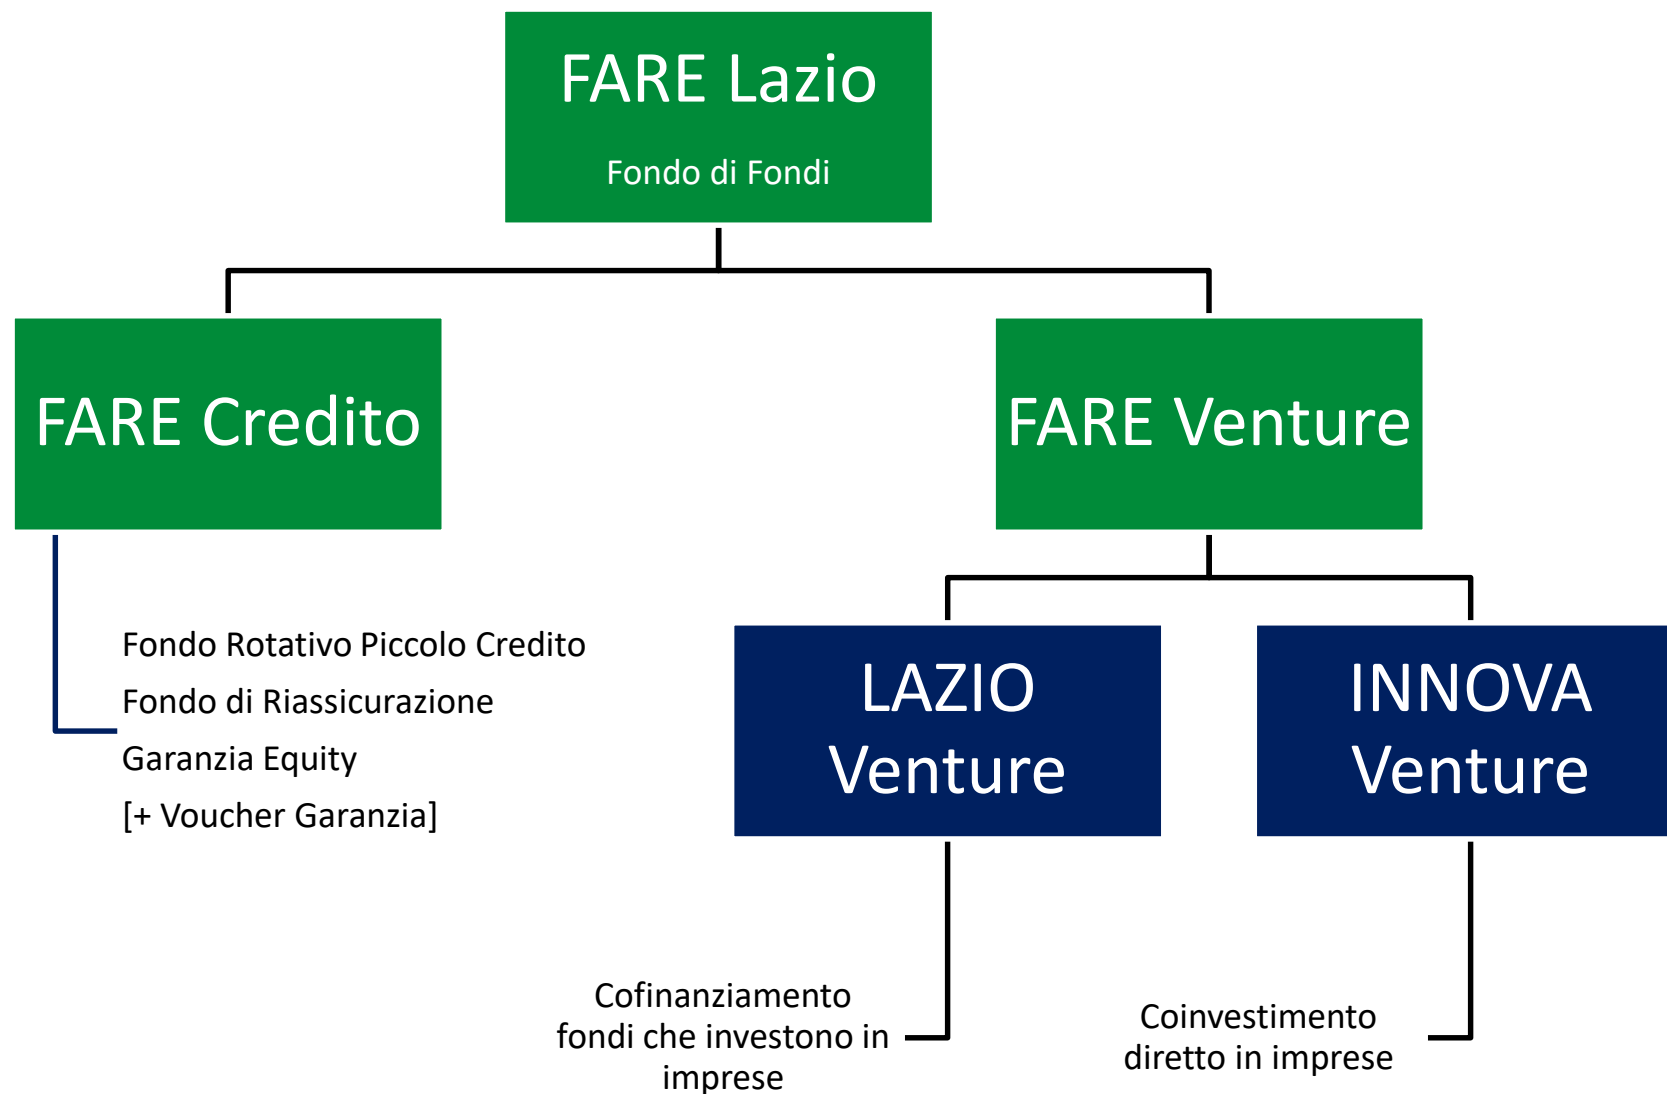 FARE Lazio
Fondo di Fondi
FARE Credito
FARE Venture
Fondo Rotativo Piccolo Credito
Fondo di Riassicurazione
Garanzia Equity
[+ Voucher Garanzia]
LAZIO
Venture
INNOVA
Venture
Cofinanziamento
fondi che investono in
imprese
Coinvestimento
diretto in imprese